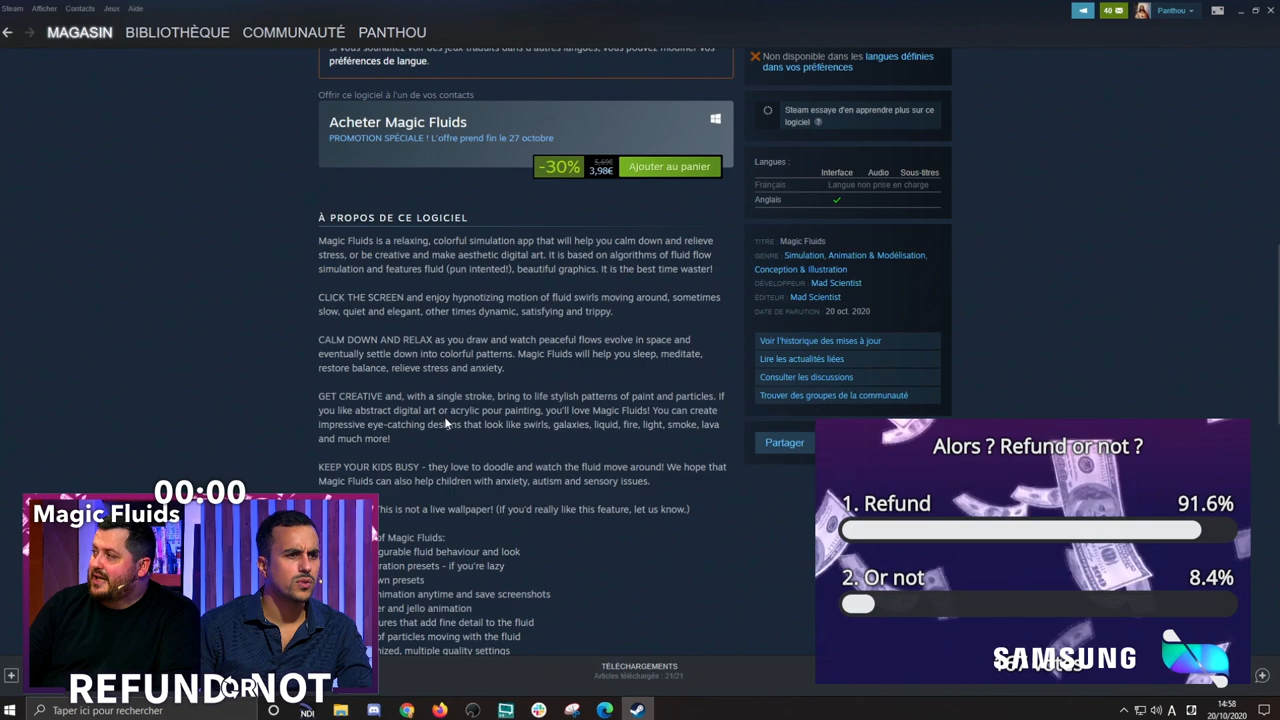 Steam Afficher Contacts Jeux Aide
40
Panthou
MAGASIN BIBLIOTHÈQUE COMMUNAUTÉ PANTHOU
Si vous souhaitez voir des jeux traduits dans d'autres langues, vous pouvez modifier vos
préférences de langue.
Offrir ce logiciel à l'un de vos contacts
Acheter Magic Fluids
PROMOTION SPÉCIALE ! L'offre prend fin le 27 octobre
-30%
5,69€
3,98€
Ajouter au panier
À PROPOS DE CE LOGICIEL
Magic Fluids is a relaxing, colorful simulation app that will help you calm down and relieve
stress, or be creative and make aesthetic digital art. It is based on algorithms of fluid flow
simulation and features fluid (pun intented!), beautiful graphics. It is the best time waster!
CLICK THE SCREEN and enjoy hypnotizing motion of fluid swirls moving around, sometimes
slow, quiet and elegant, other times dynamic, satisfying and trippy.
CALM DOWN AND RELAX as you draw and watch peaceful flows evolve in space and
eventually settle down into colorful patterns. Magic Fluids will help you sleep, meditate,
restore balance, relieve stress and anxiety.
GET CREATIVE and, with a single stroke, bring to life stylish patterns of paint and particles. If
you like abstract digital art or acrylic pour painting, you'll love Magic Fluids! You can create
impressive eye-catching designs that look like swirls, galaxies, liquid, fire, light, smoke, lava
and much more!
KEEP YOUR KIDS BUSY - they love to doodle and watch the fluid move around! We hope that
Magic Fluids can also help children with anxiety, autism and sensory issues.
his is not a live wallpaper! (If you'd really like this feature, let us know.)
of Magic Fluids:
gurable fluid behaviour and look
ration presets - if you're lazy
wn presets
nimation anytime and save screenshots
er and jello animation
ures that add fine detail to the fluid
of particles moving with the fluid
nized, multiple quality settings
Non disponible dans les langues définies
dans vos préférences
Steam essaye d'en apprendre plus sur ce
logiciel ?
Langues :
Interface Audio Sous-titres
Français Langue non prise en charge
Anglais ✓
TITRE : Magic Fluids
GENRE : Simulation, Animation & Modélisation,
Conception & Illustration
DÉVELOPPEUR : Mad Scientist
ÉDITEUR : Mad Scientist
DATE DE PARUTION : 20 oct. 2020
Voir l'historique des mises à jour
Lire les actualités liées
Consulter les discussions
Trouver des groupes de la communauté
Partager
Alors ? Refund or not ?
1. Refund 91.6%
2. Or not 8.4%
SAMSUNG
00:00
Magic Fluids
REFUND OR NOT
TÉLÉCHARGEMENTS
Articles téléchargés : 21/21
Taper ici pour rechercher
NDI
14:58
20/10/2020